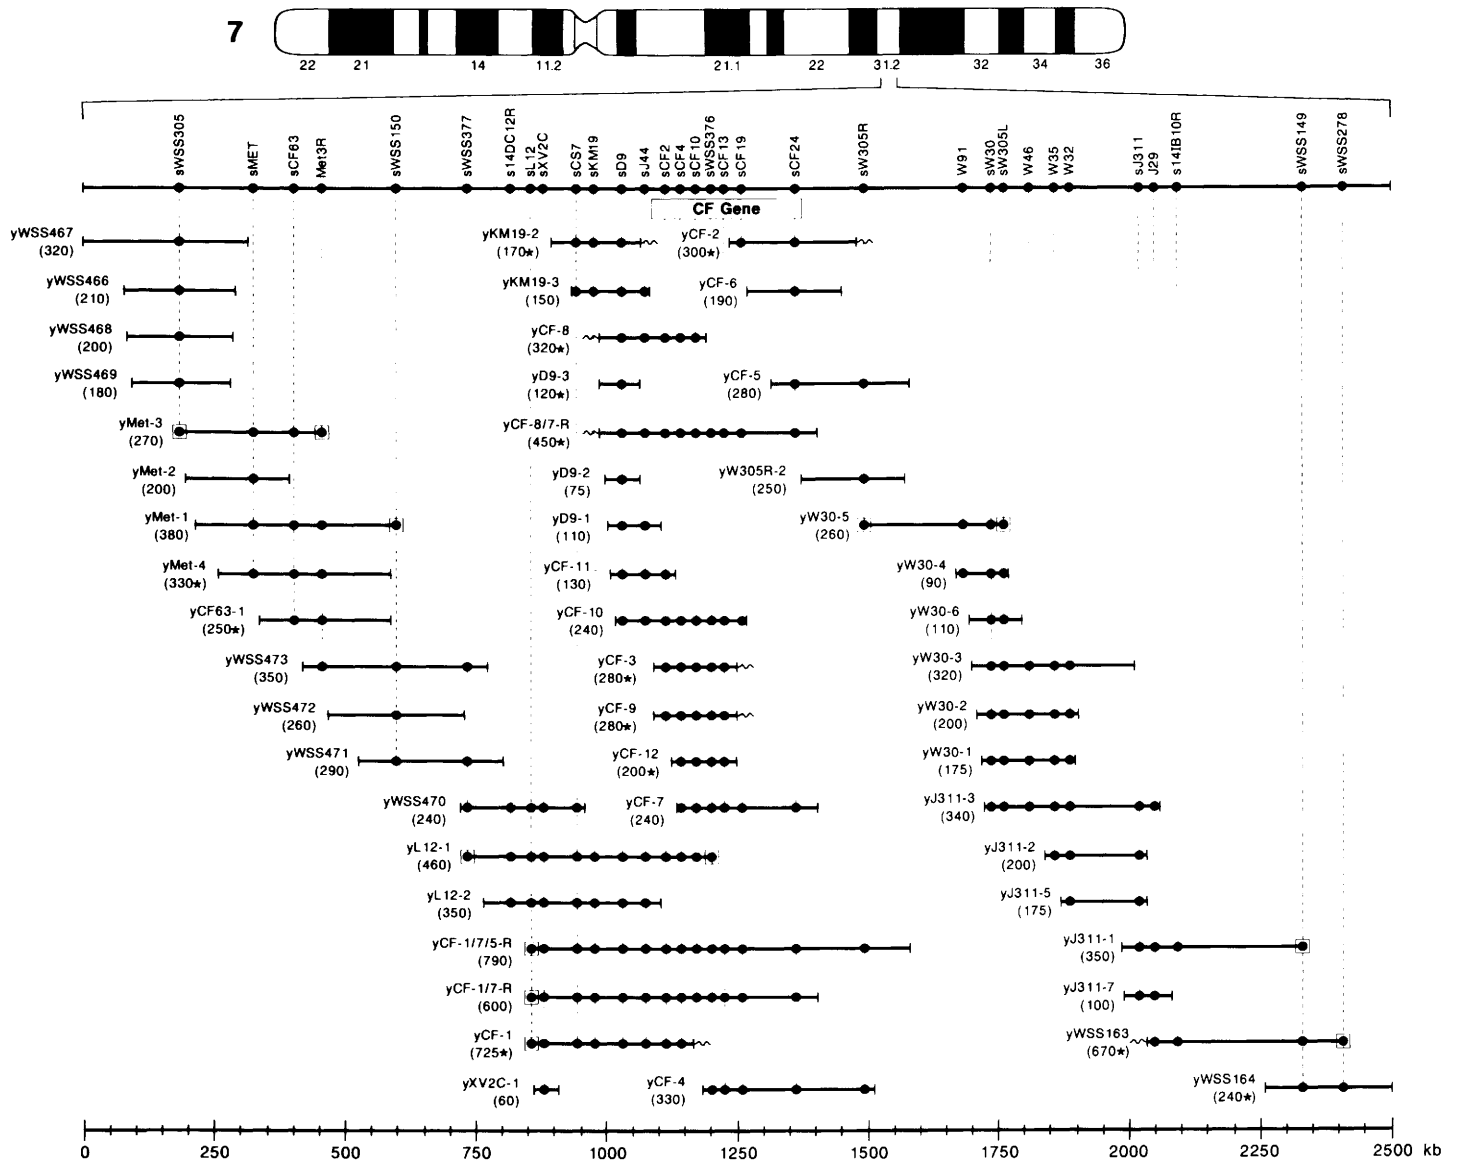 7
22 21 14 11.2 21.1 22 31.2 32 34 36
sWSS305 sMET sCF63 Met3R sWSS150 sWSS377 s14DC12R sL12 sXV2C sCS7 sKM19 sD9 sJ44 sCF2 sCF4 sCF10 sWSS376 sCF13 sCF19 sCF24 sW305R W91 sW30 sW305L W46 W35 W32 sJ311 J29 s14IB10R sWSS149 sWSS278
CF Gene
yWSS467 yKM19-2 yCF-2
(320) (170★) (300★)
yWSS466 yKM19-3 yCF-6
(210) (150) (190)
yWSS468 yCF-8
(200) (320★)
yWSS469 yD9-3 yCF-5
(180) (120★) (280)
yMet-3 yCF-8/7-R
(270) (450★)
yMet-2 yD9-2 yW305R-2
(200) (75) (250)
yMet-1 yD9-1 yW30-5
(380) (110) (260)
yMet-4 yCF-11 yW30-4
(330★) (130) (90)
yCF63-1 yCF-10 yW30-6
(250★) (240) (110)
yWSS473 yCF-3 yW30-3
(350) (280★) (320)
yWSS472 yCF-9 yW30-2
(260) (280★) (200)
yWSS471 yCF-12 yW30-1
(290) (200★) (175)
yWSS470 yCF-7 yJ311-3
(240) (240) (340)
yL12-1 yJ311-2
(460) (200)
yL12-2 yJ311-5
(350) (175)
yCF-1/7/5-R yJ311-1
(790) (350)
yCF-1/7-R yJ311-7
(600) (100)
yCF-1 yWSS163
(725★) (670★)
yXV2C-1 yCF-4 yWSS164
(60) (330) (240★)
0 250 500 750 1000 1250 1500 1750 2000 2250 2500 kb